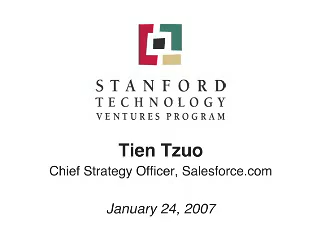 STANFORD
TECHNOLOGY
VENTURES PROGRAM
Tien Tzuo
Chief Strategy Officer, Salesforce.com
January 24, 2007